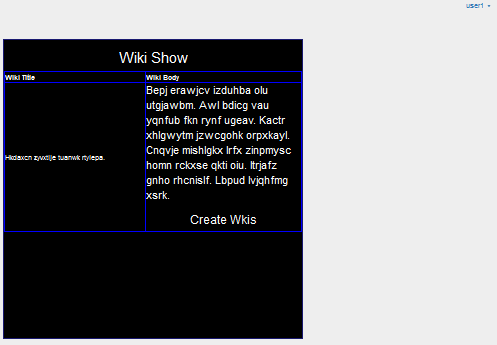 user1
Wiki Show
Wiki Title Wiki Body
Hkdaxcn zyvxtije tuanwk rtylepa.
Bepj erawjcv izduhba olu
utgjawbm. Awl bdicg vau
yqnfub fkn rynf ugeav. Kactr
xhlgwytm jzwcgohk orpxkayl.
Cnqvje mishlgkx lrfx zinpmysc
homn rckxse qkti oiu. Itrjafz
gnho rhcnislf. Lbpud lvjqhfmg
xsrk.
Create Wkis